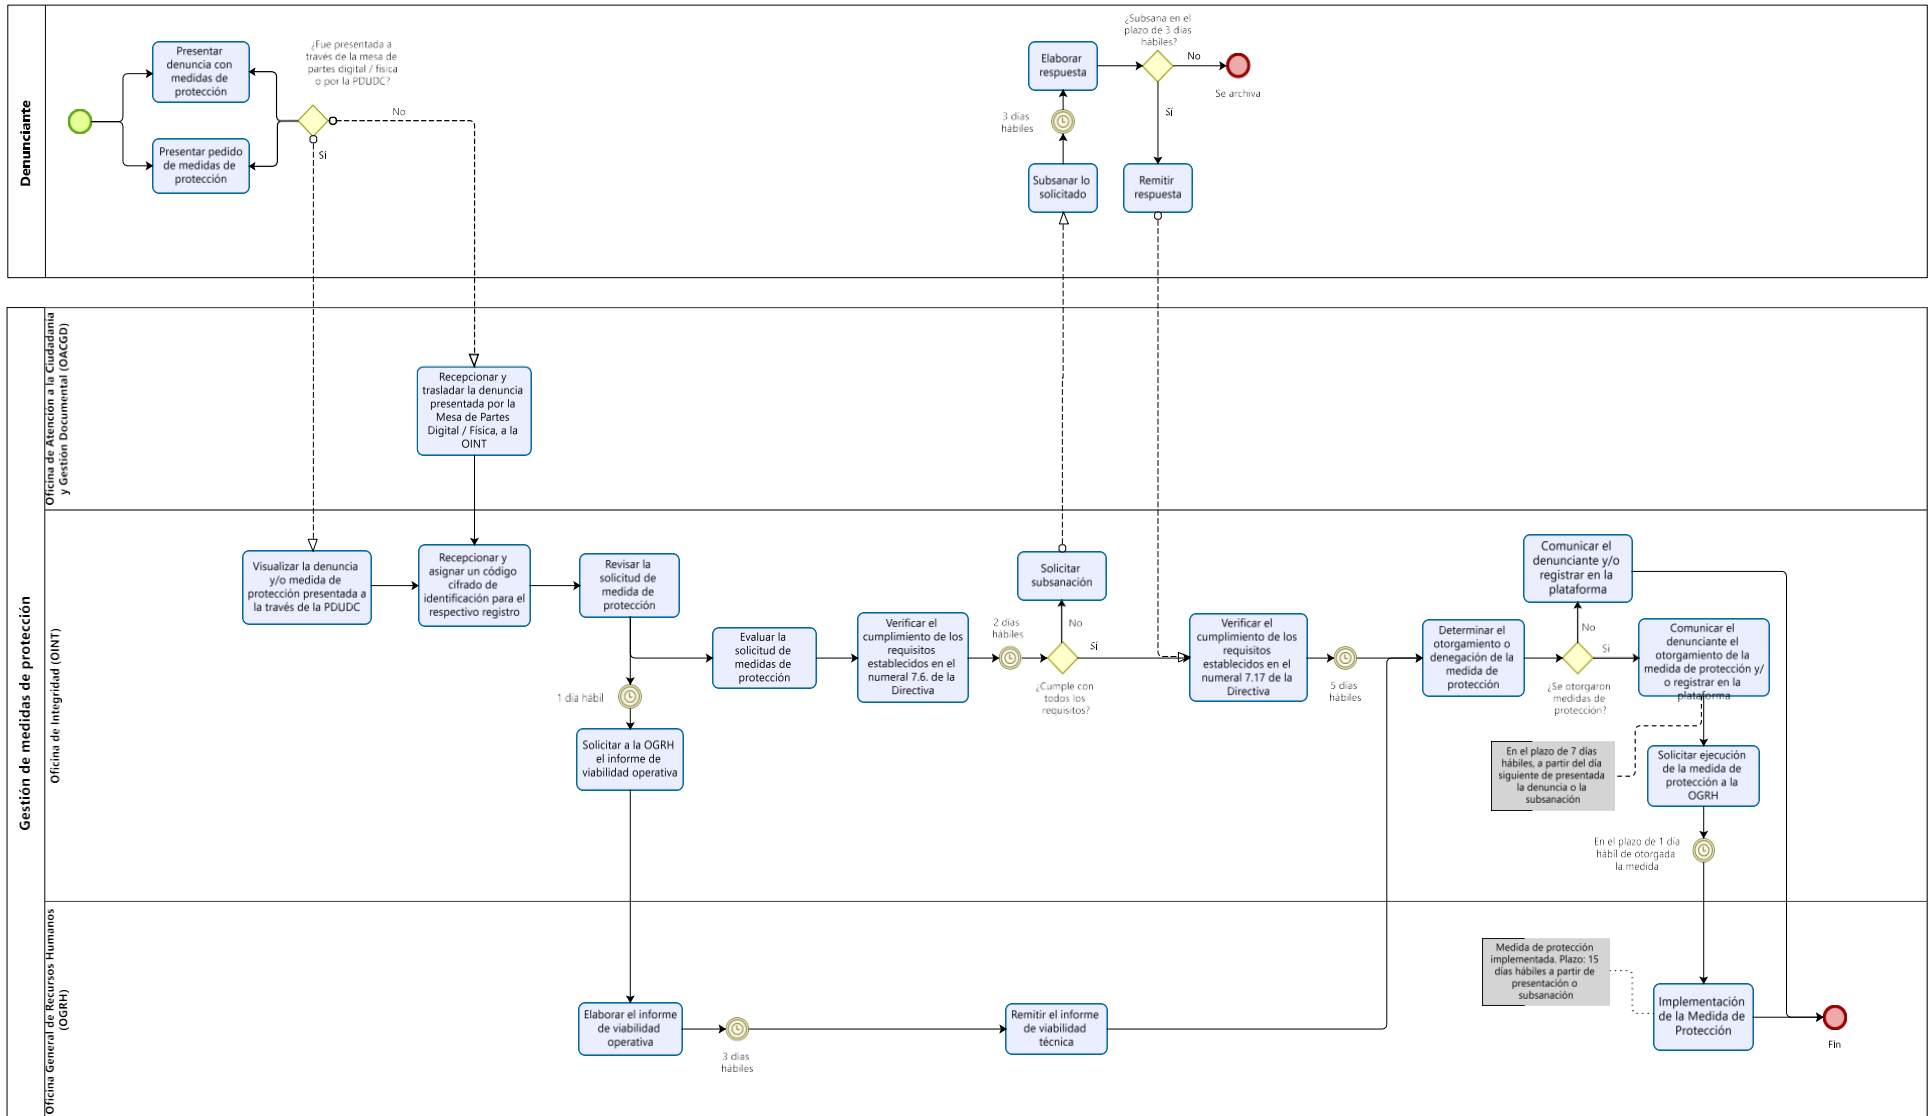 Denunciante
Presentar
denuncia con
medidas de
protección
Presentar pedido
de medidas de
protección
¿Fue presentada a
través de la mesa de
partes digital / física
o por la PDUDC?
No
Si
3 días
hábiles
Elaborar
respuesta
Subsanar lo
solicitado
¿Subsana en el
plazo de 3 días
hábiles?
No
Se archiva
Sí
Remitir
respuesta
Gestión de medidas de protección
Oficina de Atención a la Ciudadanía
y Gestión Documental (OACGD)
Recepcionar y
trasladar la denuncia
presentada por la
Mesa de Partes
Digital / Física, a la
OINT
Oficina de Integridad (OINT)
Visualizar la denuncia
y/o medida de
protección presentada a
la través de la PDUDC
Recepcionar y
asignar un código
cifrado de
identificación para el
respectivo registro
Revisar la
solicitud de
medida de
protección
1 día hábil
Solicitar a la OGRH
el informe de
viabilidad operativa
Evaluar la
solicitud de
medidas de
protección
Verificar el
cumplimiento de los
requisitos
establecidos en el
numeral 7.6. de la
Directiva
2 días
hábiles
Solicitar
subsanación
No
Sí
¿Cumple con
todos los
requisitos?
Verificar el
cumplimiento de los
requisitos
establecidos en el
numeral 7.17 de la
Directiva
5 días
hábiles
Determinar el
otorgamiento o
denegación de la
medida de
protección
Comunicar el
denunciante y/o
registrar en la
plataforma
No
Si
¿Se otorgaron
medidas de
protección?
Comunicar el
denunciante el
otorgamiento de la
medida de protección y/
o registrar en la
plataforma
En el plazo de 7 días
hábiles, a partir del día
siguiente de presentada
la denuncia o la
subsanación
Solicitar ejecución
de la medida de
protección a la
OGRH
En el plazo de 1 día
hábil de otorgada
la medida
Oficina General de Recursos Humanos
(OGRH)
Elaborar el informe
de viabilidad
operativa
3 días
hábiles
Remitir el informe
de viabilidad
técnica
Medida de protección
implementada. Plazo: 15
días hábiles a partir de
presentación o
subsanación
Implementación
de la Medida de
Protección
Fin